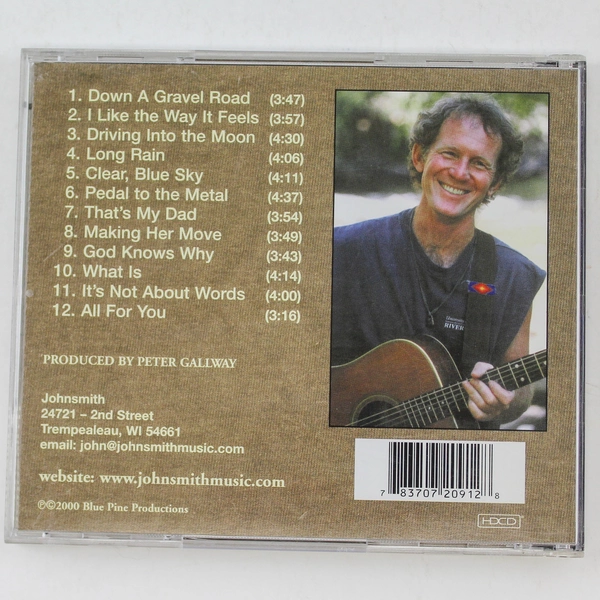 1. Down A Gravel Road (3:47)
2. I Like the Way It Feels (3:57)
3. Driving Into the Moon (4:30)
4. Long Rain (4:06)
5. Clear, Blue Sky (4:11)
6. Pedal to the Metal (4:37)
7. That's My Dad (3:54)
8. Making Her Move (3:49)
9. God Knows Why (3:43)
10. What Is (4:14)
11. It's Not About Words (4:00)
12. All For You (3:16)
PRODUCED BY PETER GALLWAY
Johnsmith
24721 – 2nd Street
Trempealeau, WI 54661
email: john@johnsmithmusic.com
website: www.johnsmithmusic.com
℗©2000 Blue Pine Productions
RIVER
7 83707 20912 8
HDCD